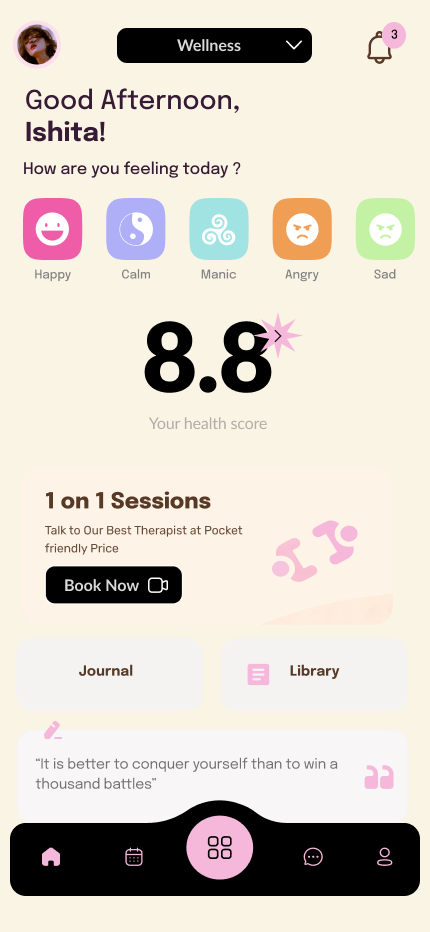 Wellness
3
Good Afternoon,
Ishita!
How are you feeling today ?
Happy
Calm
Manic
Angry
Sad
8.8
Your health score
1 on 1 Sessions
Talk to Our Best Therapist at Pocket
friendly Price
Book Now
Journal
Library
“It is better to conquer yourself than to win a
thousand battles”